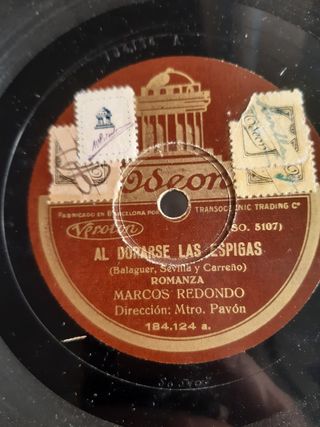 Odeon
FABRICADO EN BARCELONA POR TRANSOCEANIC TRADING Cº
Veroton
(SO. 5107)
AL DORARSE LAS ESPIGAS
(Balaguer, Sevilla y Carreño)
ROMANZA
MARCOS REDONDO
Dirección: Mtro. Pavón
184.124 a.